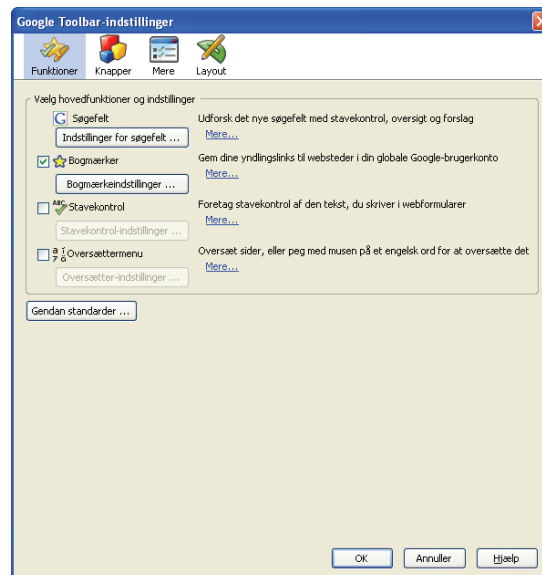 Google Toolbar-indstillinger
Funktioner Knapper Mere Layout
Vælg hovedfunktioner og indstillinger
G Søgefelt Udforsk det nye søgefelt med stavekontrol, oversigt og forslag
Indstillinger for søgefelt ... Mere...
Bogmærker Gem dine yndlingslinks til websteder i din globale Google-brugerkonto
Mere...
Bogmærkeindstillinger ...
ABC Stavekontrol Foretag stavekontrol af den tekst, du skriver i webformularer
Mere...
Stavekontrol-indstillinger ...
Oversættermenu Oversæt sider, eller peg med musen på et engelsk ord for at oversætte det
Mere...
Oversætter-indstillinger ...
Gendan standarder ...
OK Annuller Hjælp